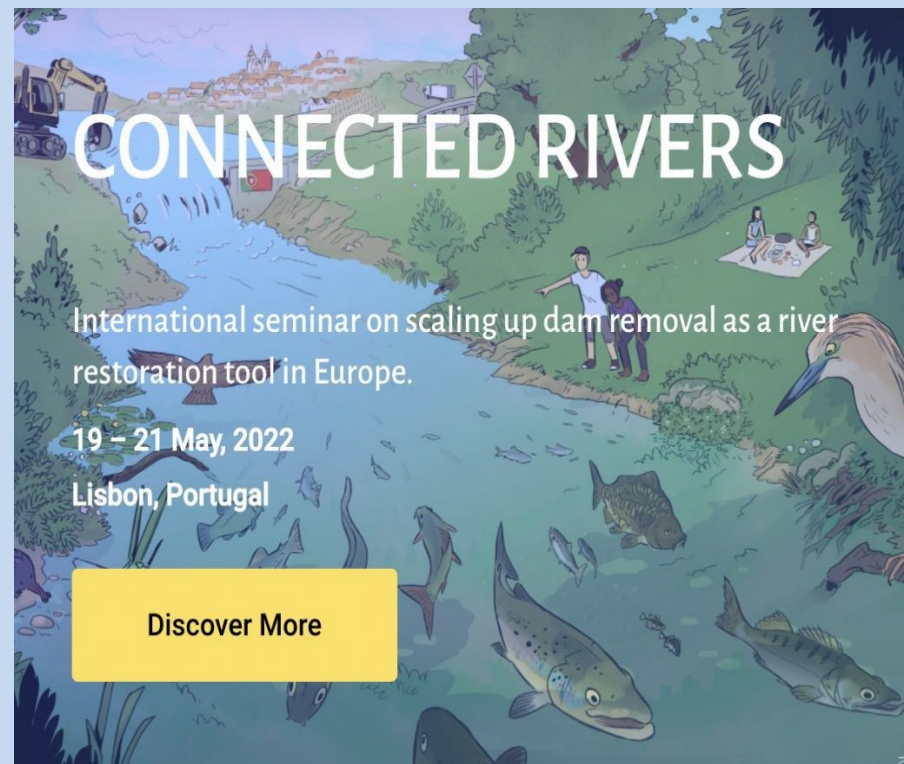 CONNECTED RIVERS
International seminar on scaling up dam removal as a river
restoration tool in Europe.
19 – 21 May, 2022
Lisbon, Portugal
Discover More